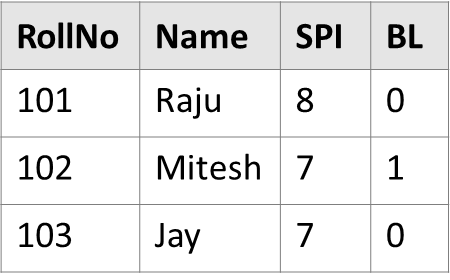 RollNo Name SPI BL
101 Raju 8 0
102 Mitesh 7 1
103 Jay 7 0